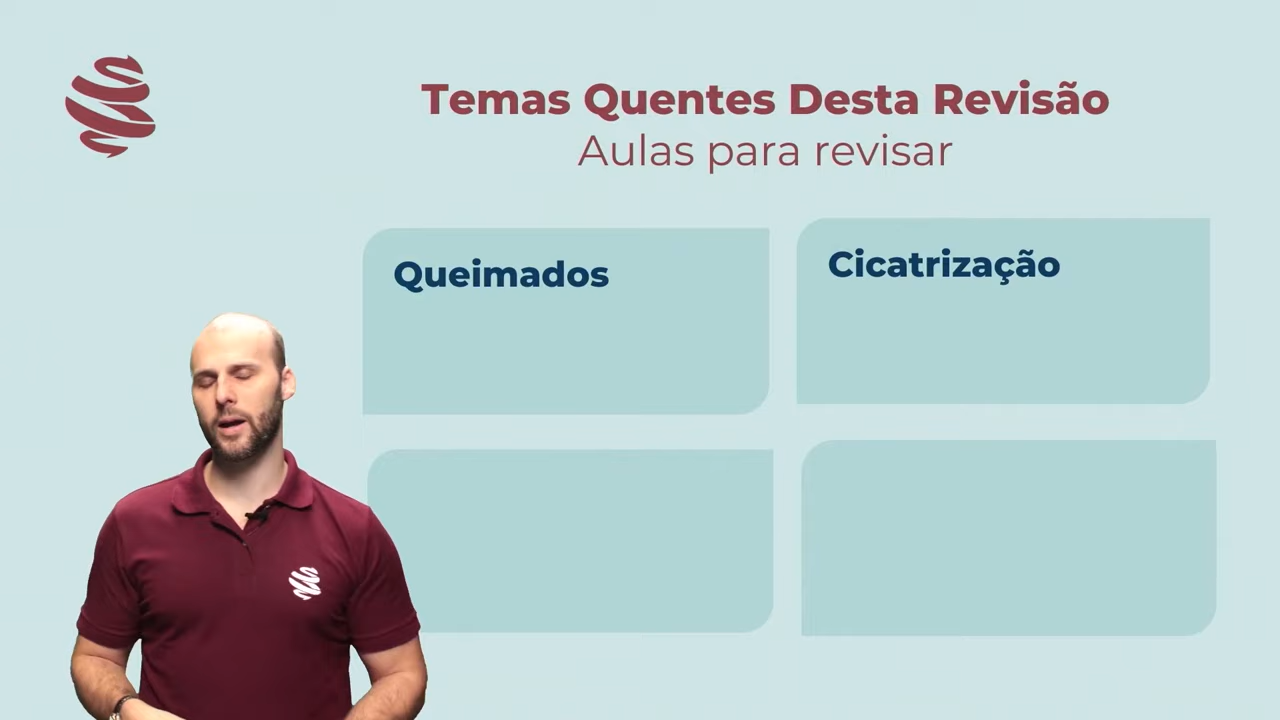 Temas Quentes Desta Revisão
Aulas para revisar
Queimados
Cicatrização